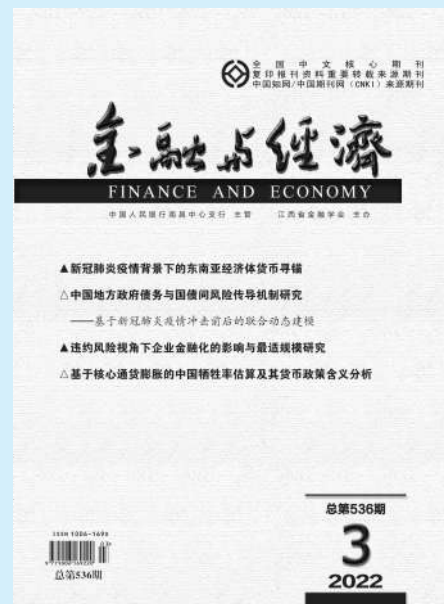 全国中文核心期刊
复印报刊资料重要转载来源期刊
中国知网/中国期刊网(CNKI)来源期刊
金融与经济
FINANCE AND ECONOMY
中国人民银行南昌中心支行 主管 江西省金融学会 主办
▲新冠肺炎疫情背景下的东南亚经济体货币寻锚
△中国地方政府债务与国债间风险传导机制研究
——基于新冠肺炎疫情冲击前后的联合动态建模
▲违约风险视角下企业金融化的影响与最适规模研究
△基于核心通货膨胀的中国牺牲率估算及其货币政策含义分析
总第536期
3
2022
ISSN 1006-169X
总第536期